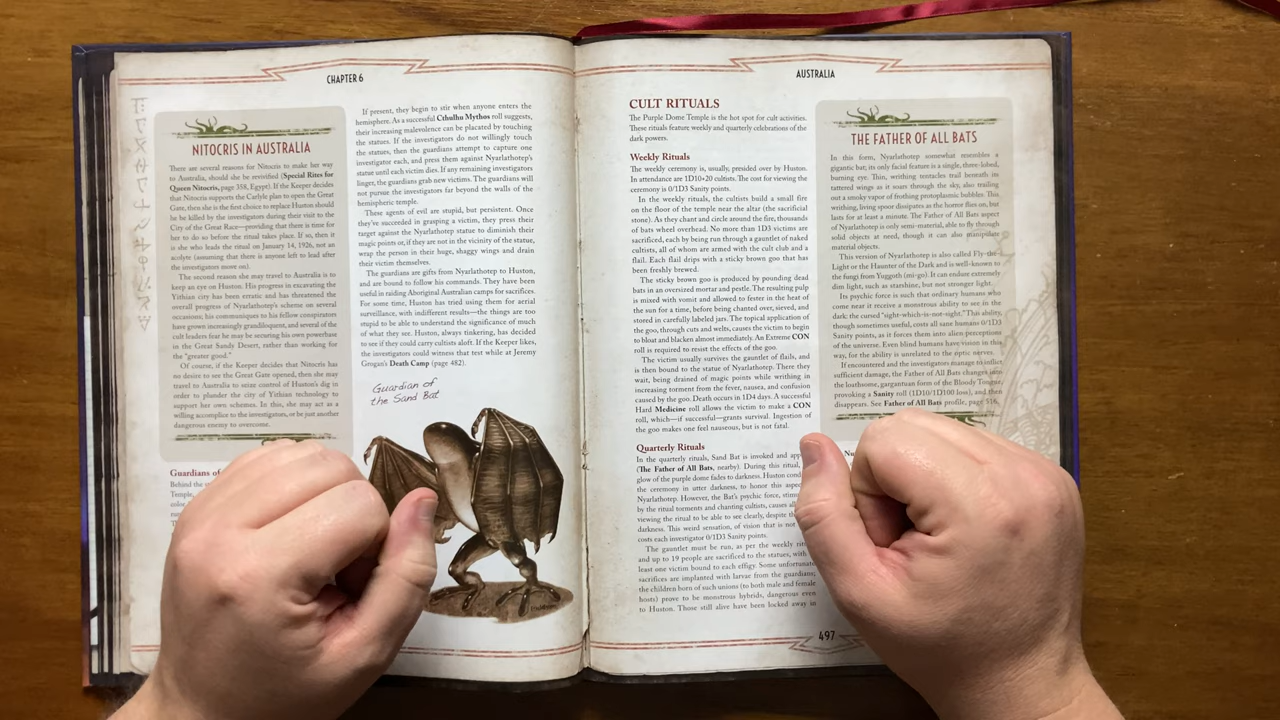 CHAPTER 6
NITOCRIS IN AUSTRALIA
There are several reasons for Nitocris to make her way
to Australia, should she be revisited (Special Rites for
Queen Nitocris, page 358, Egypt). If the Keeper decides
that Nitocris supports the Carlyle plan to open the Great
Gate, then she is the first choice to replace Huston should
he be killed by the investigators during their visit to the
City of the Great Race—providing that there is time for
her to do so before the ritual takes place. If so, then it
is she who leads the ritual on January 14, 1926, not an
acolyte (assuming that there is anyone left to lead after
the investigators move on).
The second reason she may travel to Australia is to
keep an eye on Huston. His progress in excavating the
Yithian city has been erratic and has threatened the
overall progress of Nyarlathotep's scheme on several
occasions; his communiques to his fellow conspirators
have grown increasingly grandiloquent, and several of the
cult leaders fear he may be securing his own powerbase
in the Great Sandy Desert, rather than working for
the "greater good."
Of course, if the Keeper decides that Nitocris has
no desire to see the Great Gate opened, then she may
travel to Australia to seize control of Huston's dig in
order to plunder the city of Yithian technology to
support her own schemes. In this, she may act as a
willing accomplice to the investigators, or be just another
dangerous enemy to overcome.
Guardians of
Behind the
Temple,
If present, they begin to stir when anyone enters the
hemisphere. As a successful Cthulhu Mythos roll suggests,
their increasing malevolence can be placated by touching
the statues. If the investigators do not willingly touch
the statues, then the guardians attempt to capture one
investigator each, and press them against Nyarlathotep's
statue until each victim dies. If any remaining investigators
linger, the guardians grab new victims. The guardians will
not pursue the investigators far beyond the walls of the
hemispheric temple.
These agents of evil are stupid, but persistent. Once
they've succeeded in grasping a victim, they press their
target against the Nyarlathotep statue to diminish their
magic points or, if they are not in the vicinity of the statue,
wrap the person in their huge, shaggy wings and drain
their victim themselves.
The guardians are gifts from Nyarlathotep to Huston,
and are bound to follow his commands. They have been
useful in raiding Aboriginal Australian camps for sacrifices.
For some time, Huston has tried using them for aerial
surveillance, with indifferent results—the things are too
stupid to be able to understand the significance of much
of what they see. Huston, always tinkering, has decided
to see if they could carry cultists aloft. If the Keeper likes,
the investigators could witness that test while at Jeremy
Grogan's Death Camp (page 482).
Guardian of
the Sand Bat
AUSTRALIA
CULT RITUALS
The Purple Dome Temple is the hot spot for cult activities.
These rituals feature weekly and quarterly celebrations of the
dark powers.
Weekly Rituals
The weekly ceremony is, usually, presided over by Huston.
In attendance are 1D10+20 cultists. The cost for viewing the
ceremony is 0/1D3 Sanity points.
In the weekly rituals, the cultists build a small fire
on the floor of the temple near the altar (the sacrificial
stone). As they chant and circle around the fire, thousands
of bats wheel overhead. No more than 1D3 victims are
sacrificed, each by being run through a gauntlet of naked
cultists, all of whom are armed with the cult club and a
flail. Each flail drips with a sticky brown goo that has
been freshly brewed.
The sticky brown goo is produced by pounding dead
bats in an oversized mortar and pestle. The resulting pulp
is mixed with vomit and allowed to fester in the heat of
the sun for a time, before being chanted over, sieved, and
stored in carefully labeled jars. The topical application of
the goo, through cuts and welts, causes the victim to begin
to bloat and blacken almost immediately. An Extreme CON
roll is required to resist the effects of the goo.
The victim usually survives the gauntlet of flails, and
is then bound to the statue of Nyarlathotep. There they
wait, being drained of magic points while writhing in
increasing torment from the fever, nausea, and confusion
caused by the goo. Death occurs in 1D4 days. A successful
Hard Medicine roll allows the victim to make a CON
roll, which—if successful—grants survival. Ingestion of
the goo makes one feel nauseous, but is not fatal.
Quarterly Rituals
In the quarterly rituals, Sand Bat is invoked and
(The Father of All Bats, nearby). During this ritual,
glow of the purple dome fades to darkness. Huston
the ceremony in utter darkness, to honor this
Nyarlathotep. However, the Bat's psychic force,
by the ritual torments and chanting cultists, causes
viewing the ritual to be able to see clearly, despite
darkness. This weird sensation, of vision that is not
costs each investigator 0/1D3 Sanity points.
The gauntlet must be run, as per the weekly
and up to 19 people are sacrificed to the statues, with
least one victim bound to each effigy. Some unfortunate
sacrifices are implanted with larvae from the guardians;
the children born of such unions (to both male and female
hosts) prove to be monstrous hybrids, dangerous even
to Huston. Those still alive have been locked away in
THE FATHER OF ALL BATS
In this form, Nyarlathotep somewhat resembles a
gigantic bat; its only facial feature is a single, three-lobed,
burning eye. Thin, writhing tentacles trail beneath its
tattered wings as it soars through the sky, also trailing
out a smoky vapor of frothing protoplasmic bubbles. This
writhing, living spoor dissipates as the horror flies on, but
lasts for at least a minute. The Father of All Bats aspect
of Nyarlathotep is only semi-material, able to fly through
solid objects at need, though it can also manipulate
material objects.
This version of Nyarlathotep is also called Fly-the-
Light or the Haunter of the Dark and is well-known to
the fungi from Yuggoth (mi-go). It can endure extremely
dim light, such as starshine, but not stronger light.
Its psychic force is such that ordinary humans who
come near it receive a monstrous ability to see in the
dark: the cursed "sight-which-is-not-sight." This ability,
though sometimes useful, costs all sane humans 0/1D3
Sanity points, as it forces them into alien perceptions
of the universe. Even blind humans have vision in this
way, for the ability is unrelated to the optic nerves.
If encountered and the investigators manage to inflict
sufficient damage, the Father of All Bats changes into
the loathsome, gargantuan form of the Bloody Tongue,
provoking a Sanity roll (1D10/1D100 loss), and then
disappears. See Father of All Bats profile, page 516.
497